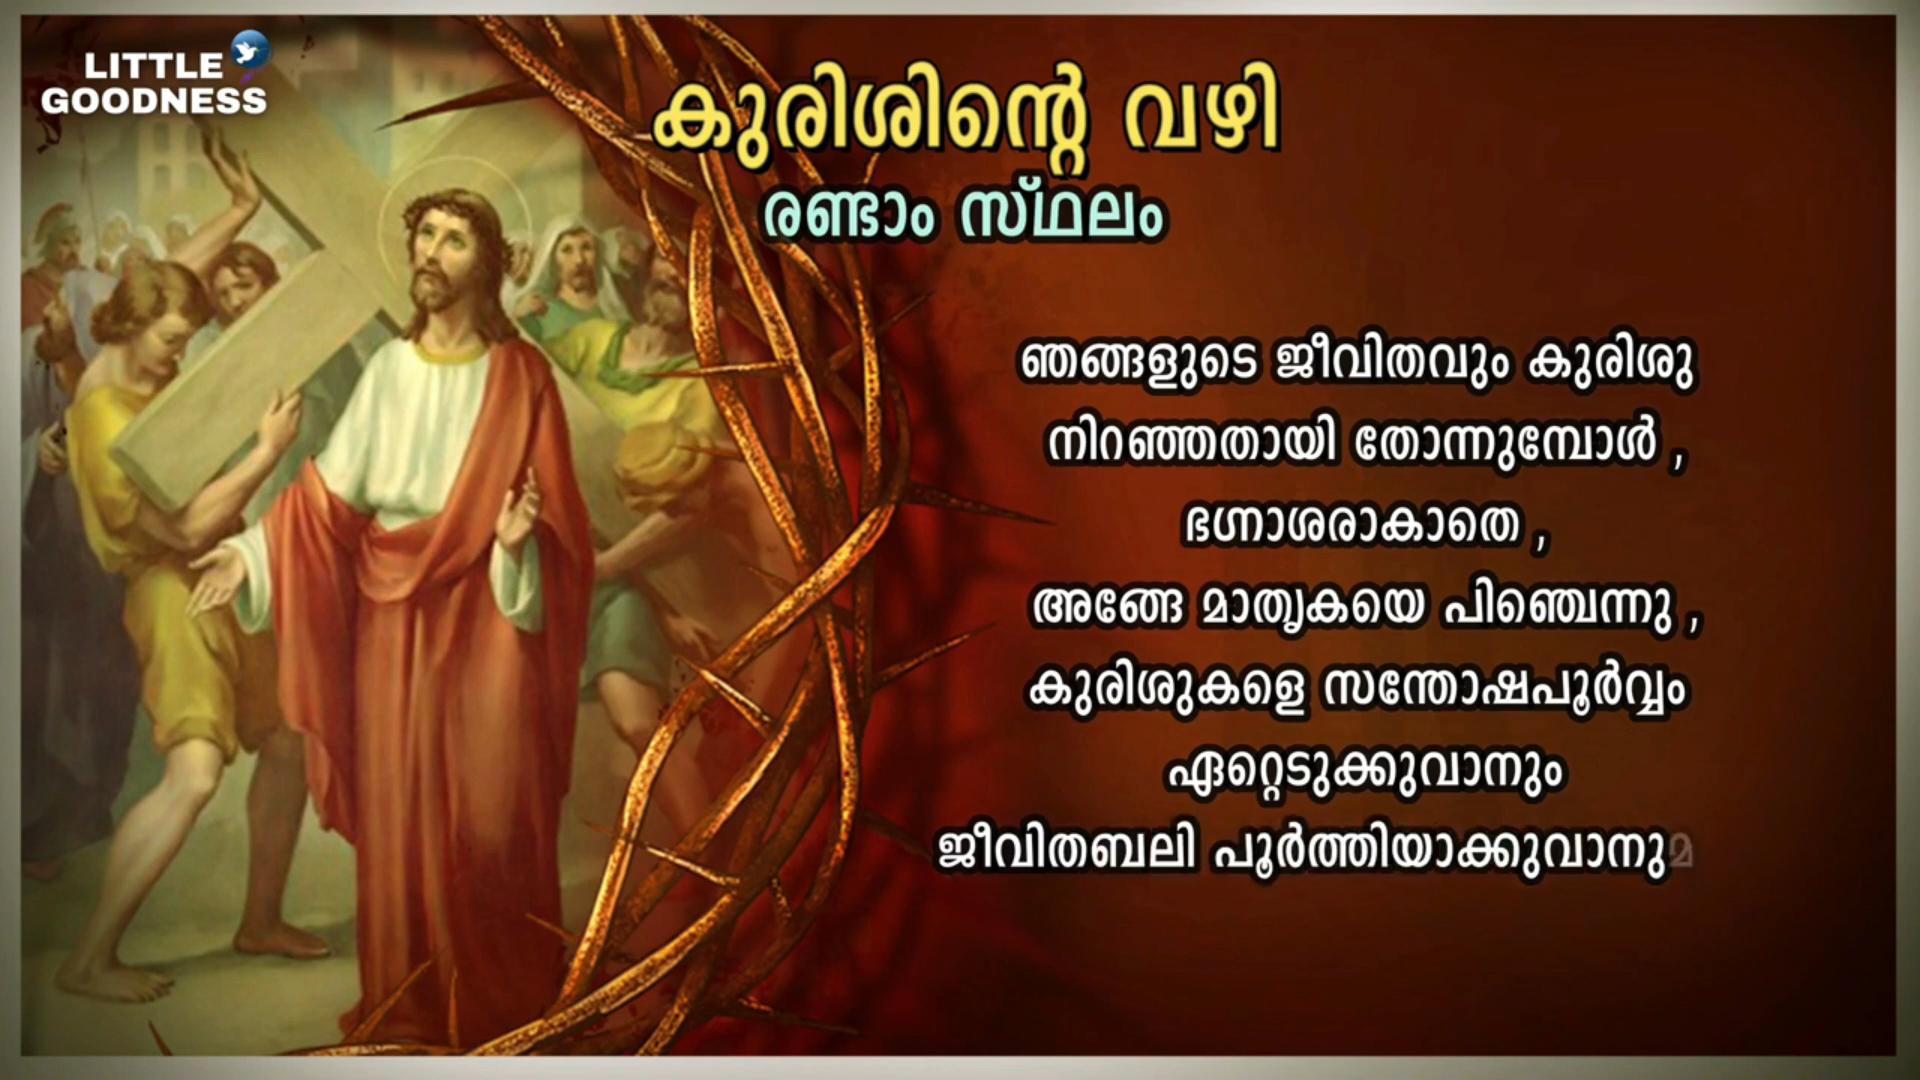 LITTLE
GOODNESS
കുരിശിന്റെ വഴി
രണ്ടാം സ്ഥലം
ഞങ്ങളുടെ ജീവിതവും കുരിശു
നിറഞ്ഞതായി തോന്നുമ്പോൾ ,
ഭഗ്നാശരാകാതെ ,
അങ്ങേ മാതൃകയെ പിഞ്ചെന്നു ,
കുരിശുകളെ സന്തോഷപൂർവ്വം
ഏറ്റെടുക്കുവാനും
ജീവിതബലി പൂർത്തിയാക്കുവാനുമ